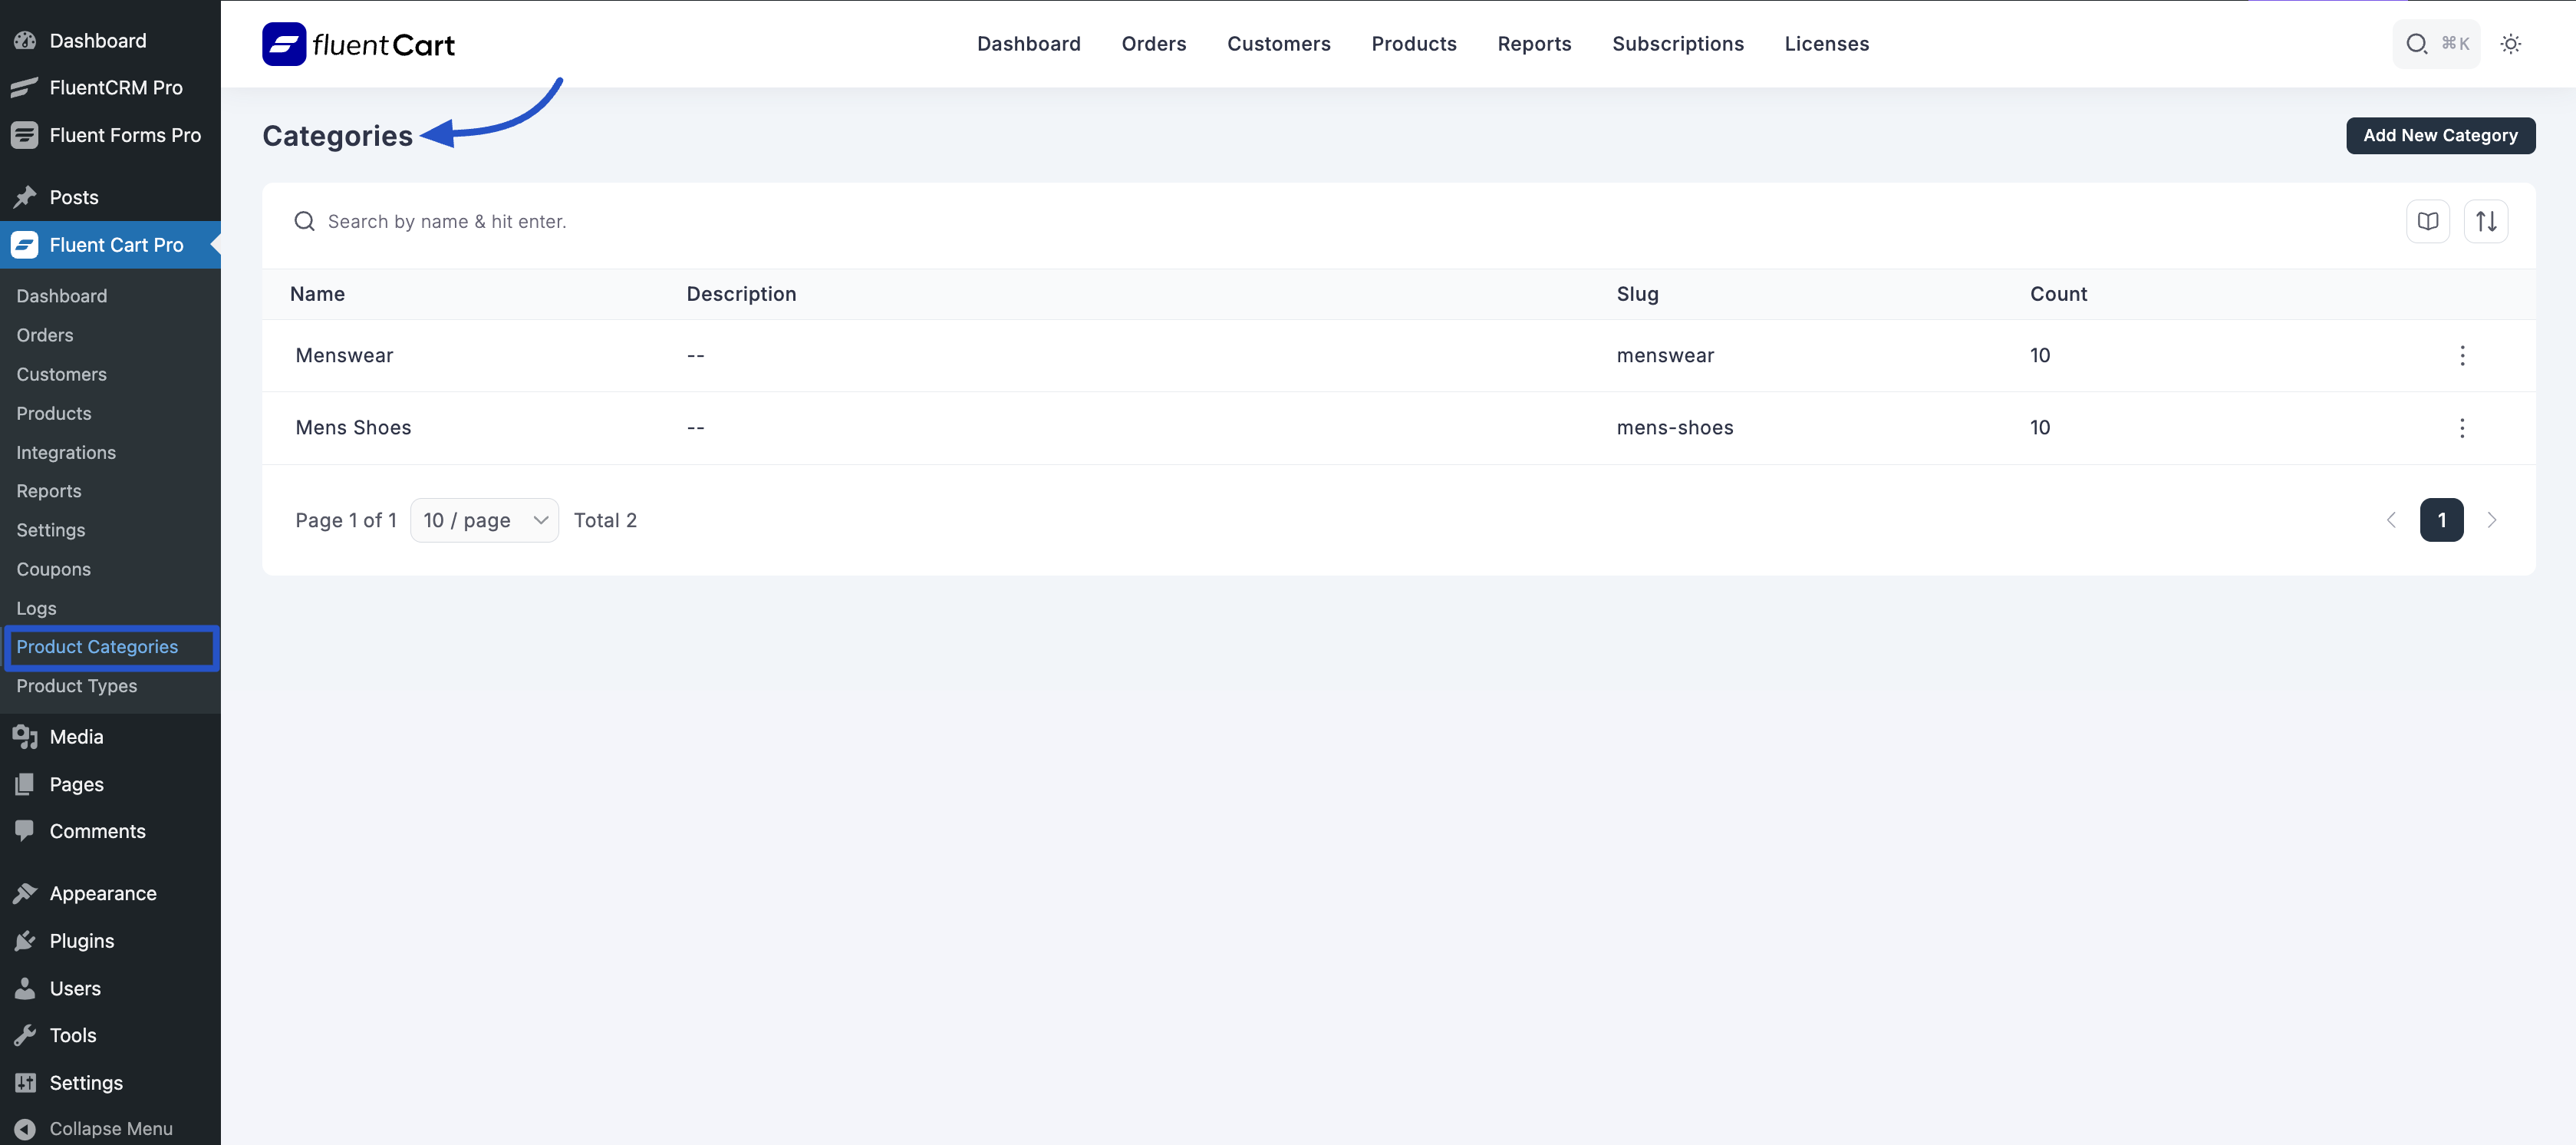 Dashboard
FluentCRM Pro
Fluent Forms Pro
Posts
Fluent Cart Pro
Dashboard
Orders
Customers
Products
Integrations
Reports
Settings
Coupons
Logs
Product Categories
Product Types
Media
Pages
Comments
Appearance
Plugins
Users
Tools
Settings
Collapse Menu
fluentCart
Dashboard Orders Customers Products Reports Subscriptions Licenses
⌘K
Categories
Add New Category
Search by name & hit enter.
Name Description Slug Count
Menswear -- menswear 10
Mens Shoes -- mens-shoes 10
Page 1 of 1 10 / page Total 2
1